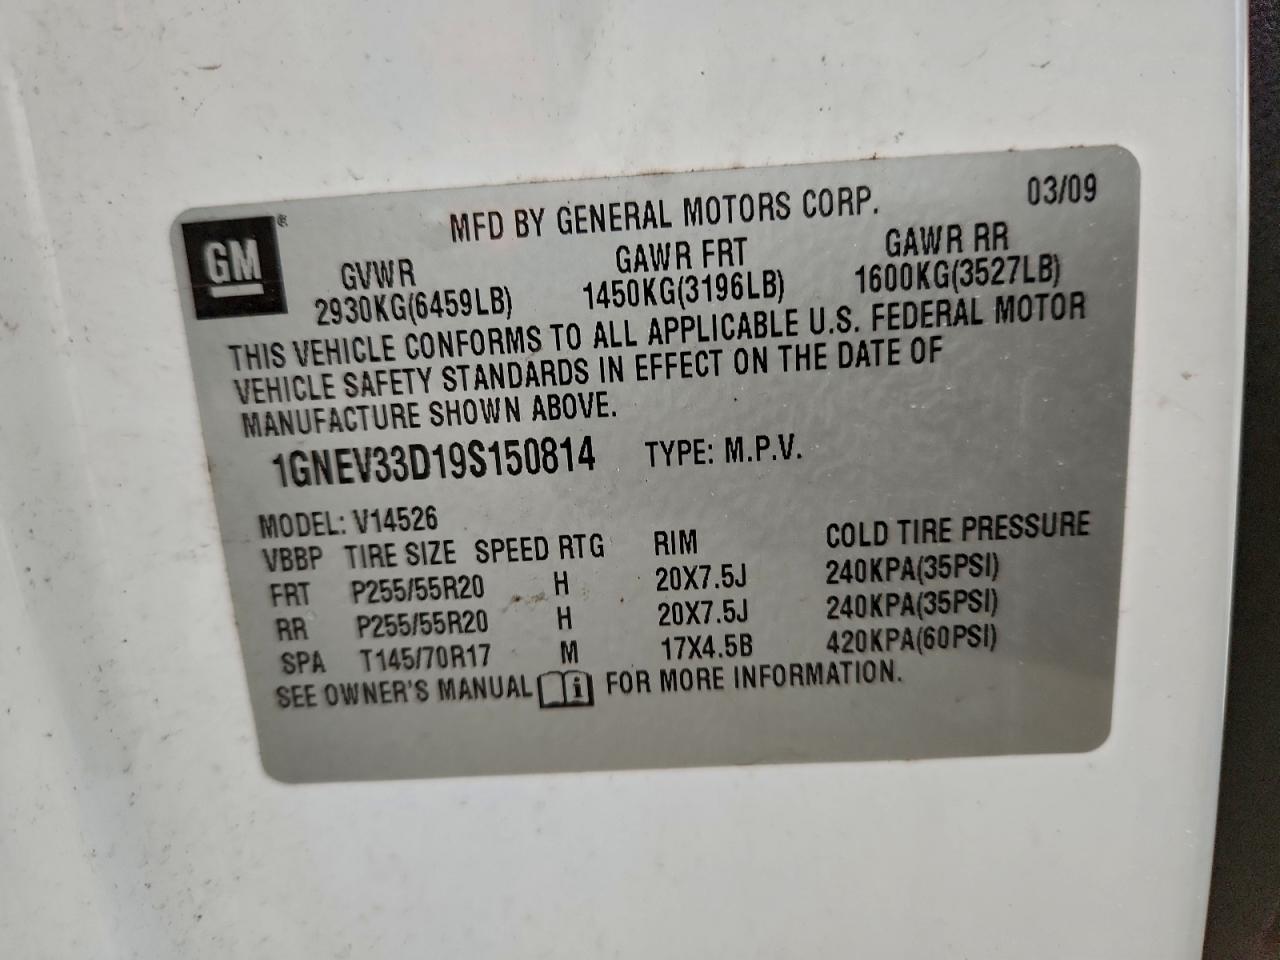 GM®
MFD BY GENERAL MOTORS CORP. 03/09
GVWR GAWR FRT GAWR RR
2930KG(6459LB) 1450KG(3196LB) 1600KG(3527LB)
THIS VEHICLE CONFORMS TO ALL APPLICABLE U.S. FEDERAL MOTOR
VEHICLE SAFETY STANDARDS IN EFFECT ON THE DATE OF
MANUFACTURE SHOWN ABOVE.
1GNEV33D19S150814 TYPE: M.P.V.
MODEL: V14526
VBBP TIRE SIZE SPEED RTG RIM COLD TIRE PRESSURE
FRT P255/55R20 H 20X7.5J 240KPA(35PSI)
RR P255/55R20 H 20X7.5J 240KPA(35PSI)
SPA T145/70R17 M 17X4.5B 420KPA(60PSI)
SEE OWNER'S MANUAL i FOR MORE INFORMATION.